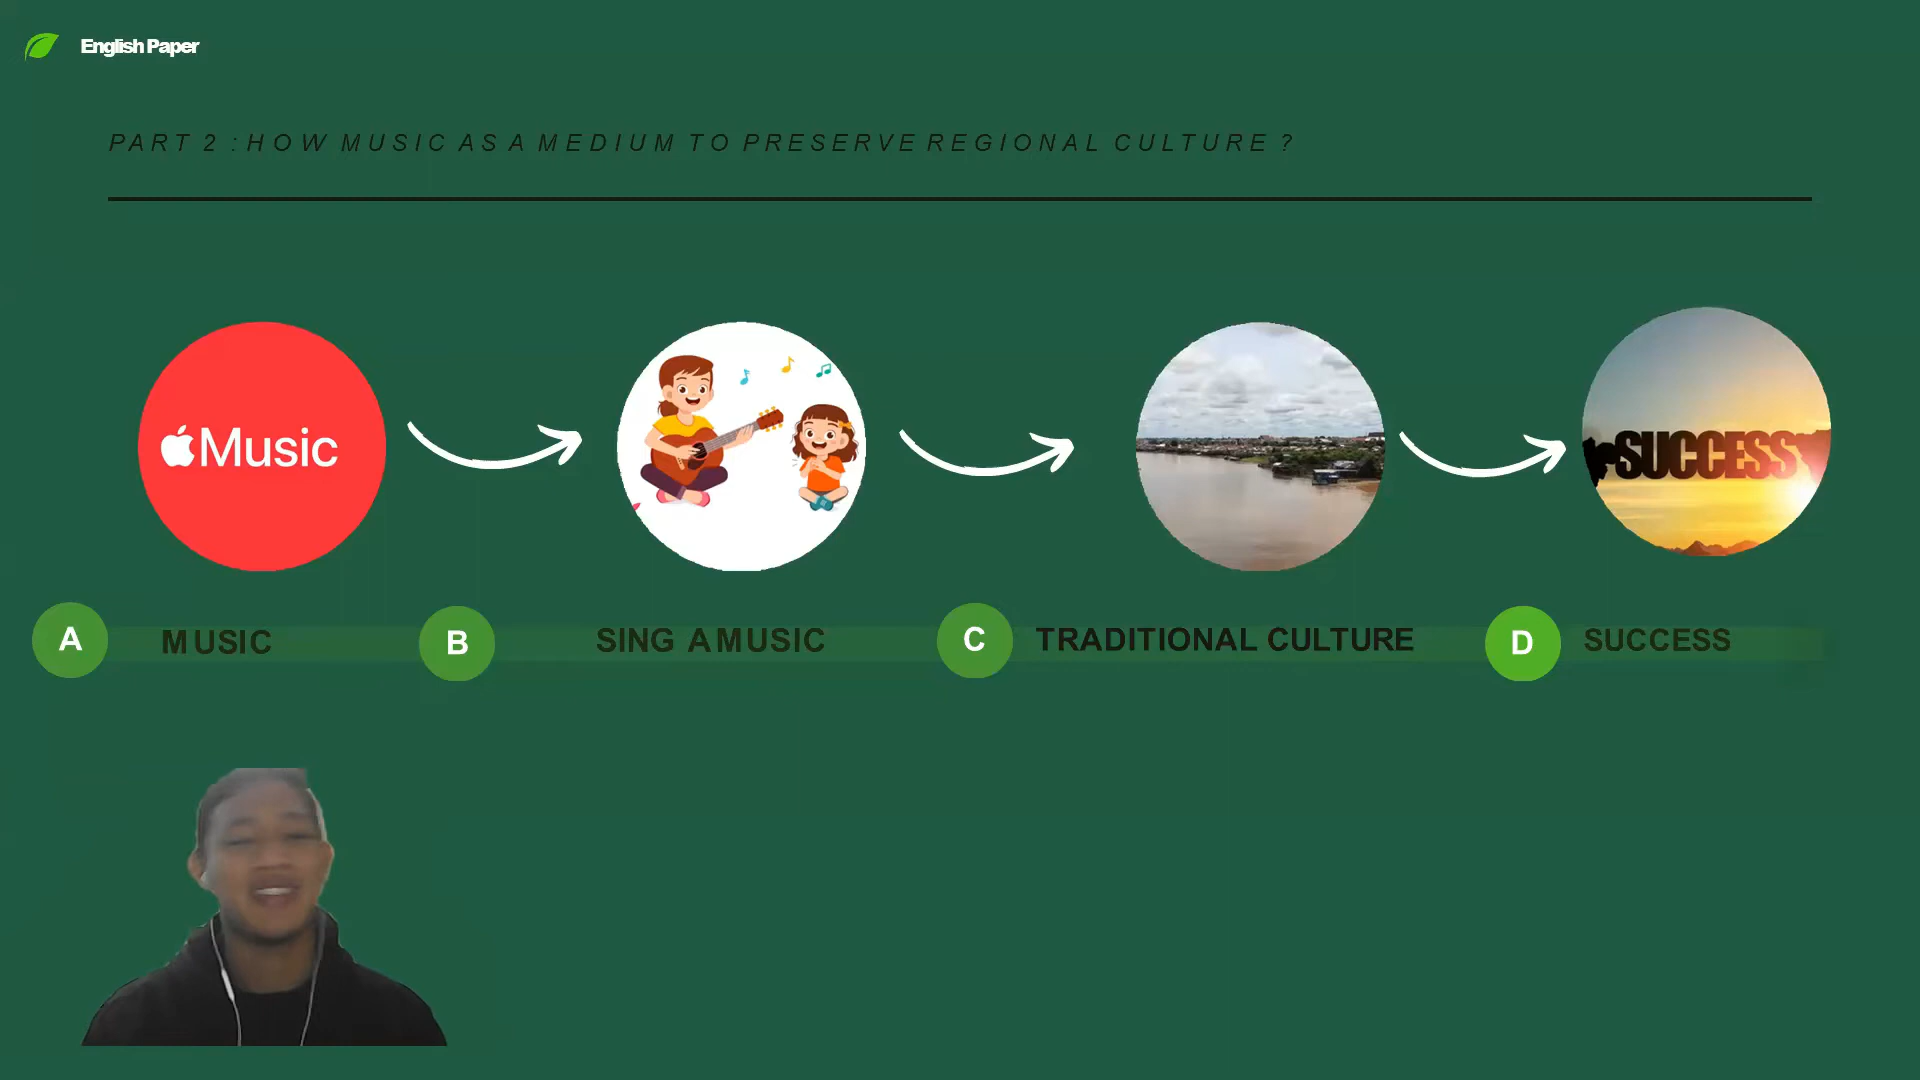 English Paper
PART 2 : HOW MUSIC AS A MEDIUM TO PRESERVE REGIONAL CULTURE ?
Music
SUCCESS
A MUSIC
B SING A MUSIC
C TRADITIONAL CULTURE
D SUCCESS